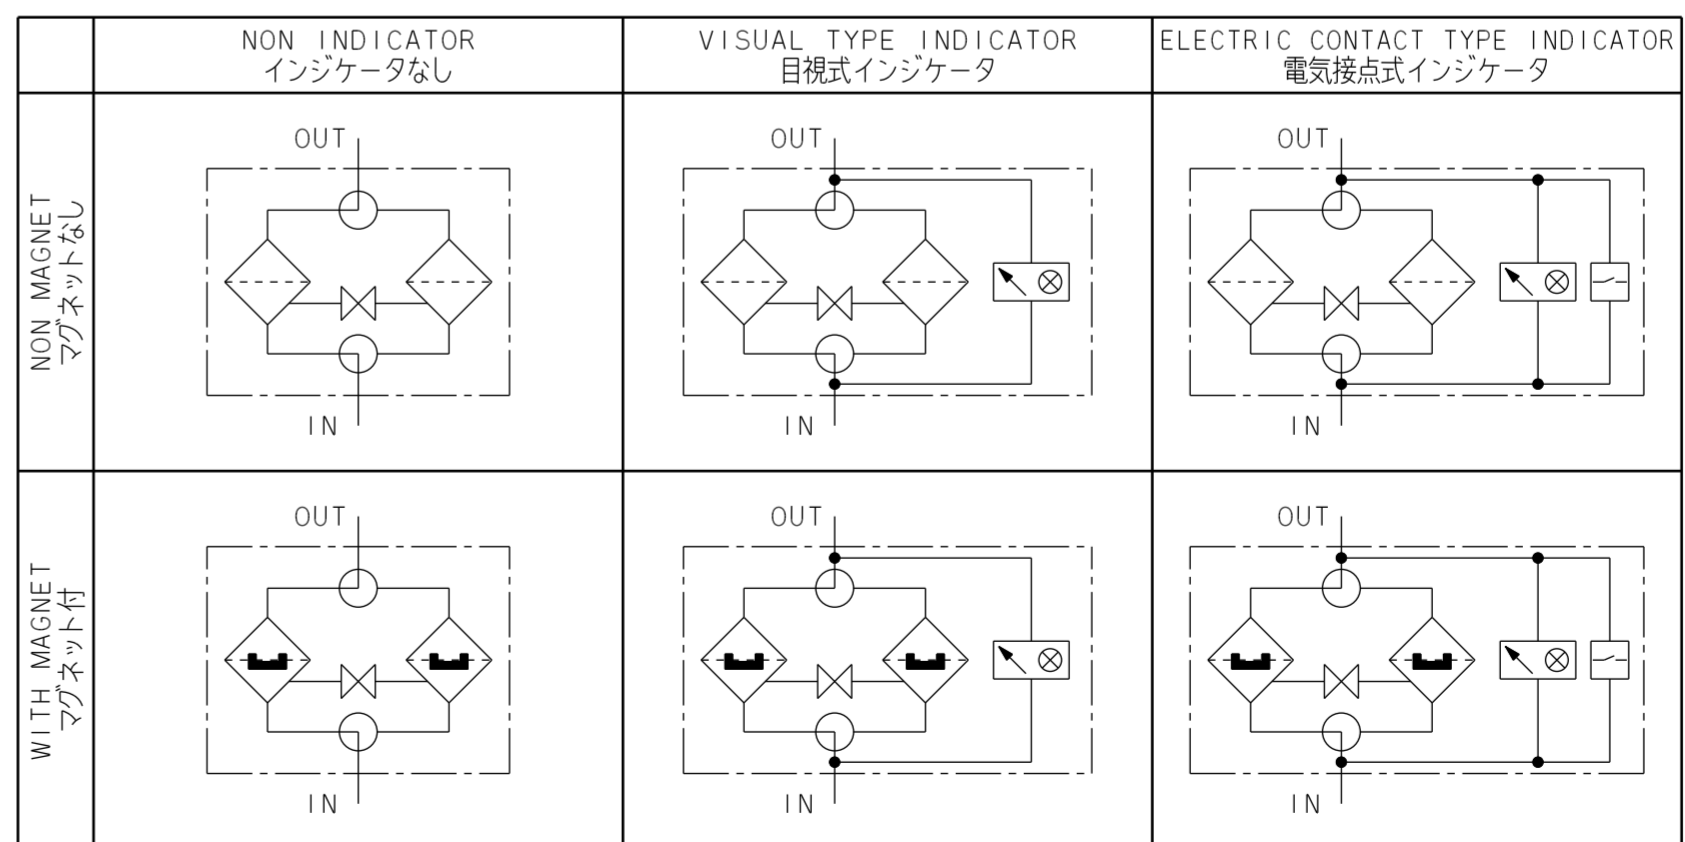 NON INDICATOR
インジケータなし
VISUAL TYPE INDICATOR
目視式インジケータ
ELECTRIC CONTACT TYPE INDICATOR
電気接点式インジケータ
NON MAGNET
マグネットなし
OUT
IN
OUT
IN
OUT
IN
WITH MAGNET
マグネット付
OUT
IN
OUT
IN
OUT
IN